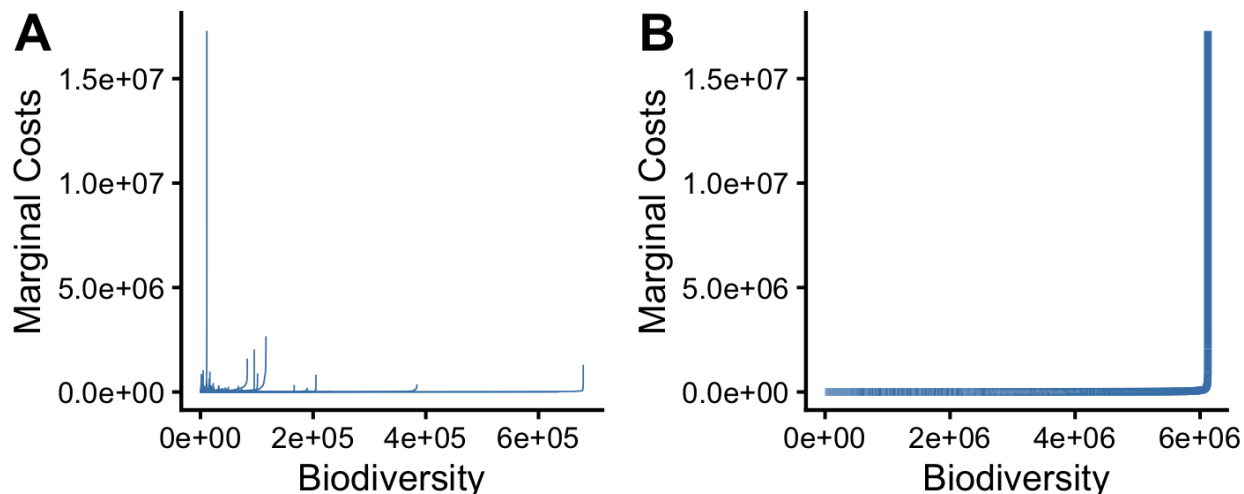 A
Marginal Costs
1.5e+07
1.0e+07
5.0e+06
0.0e+00
0e+00 2e+05 4e+05 6e+05
Biodiversity
B
Marginal Costs
1.5e+07
1.0e+07
5.0e+06
0.0e+00
0e+00 2e+06 4e+06 6e+06
Biodiversity